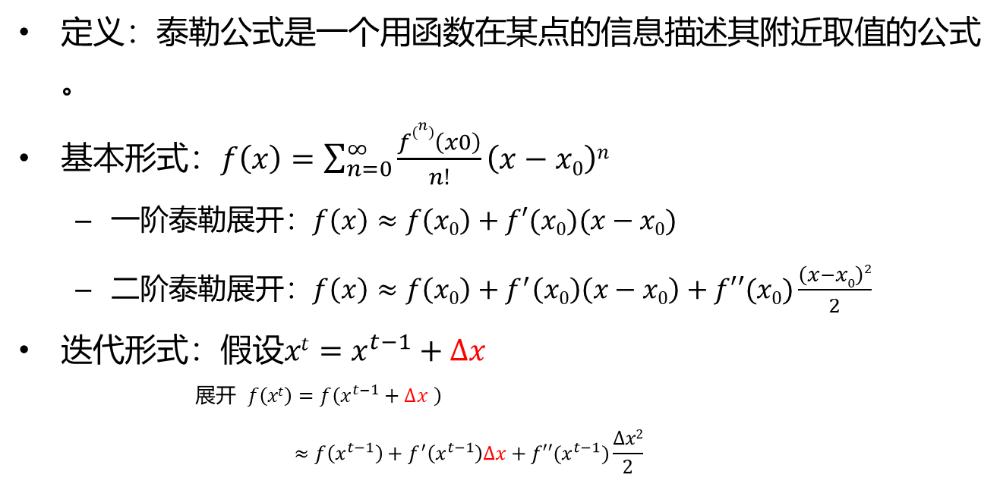 • 定义：泰勒公式是一个用函数在某点的信息描述其附近取值的公式
。
• 基本形式：$f(x) = \sum_{n=0}^{\infty} \frac{f^{(n)}(x0)}{n!} (x - x_0)^n$
– 一阶泰勒展开：$f(x) \approx f(x_0) + f'(x_0)(x - x_0)$
– 二阶泰勒展开：$f(x) \approx f(x_0) + f'(x_0)(x - x_0) + f''(x_0) \frac{(x-x_0)^2}{2}$
• 迭代形式：假设$x^t = x^{t-1} + \Delta x$
展开 $f(x^t) = f(x^{t-1} + \Delta x)$
$\approx f(x^{t-1}) + f'(x^{t-1})\Delta x + f''(x^{t-1}) \frac{\Delta x^2}{2}$